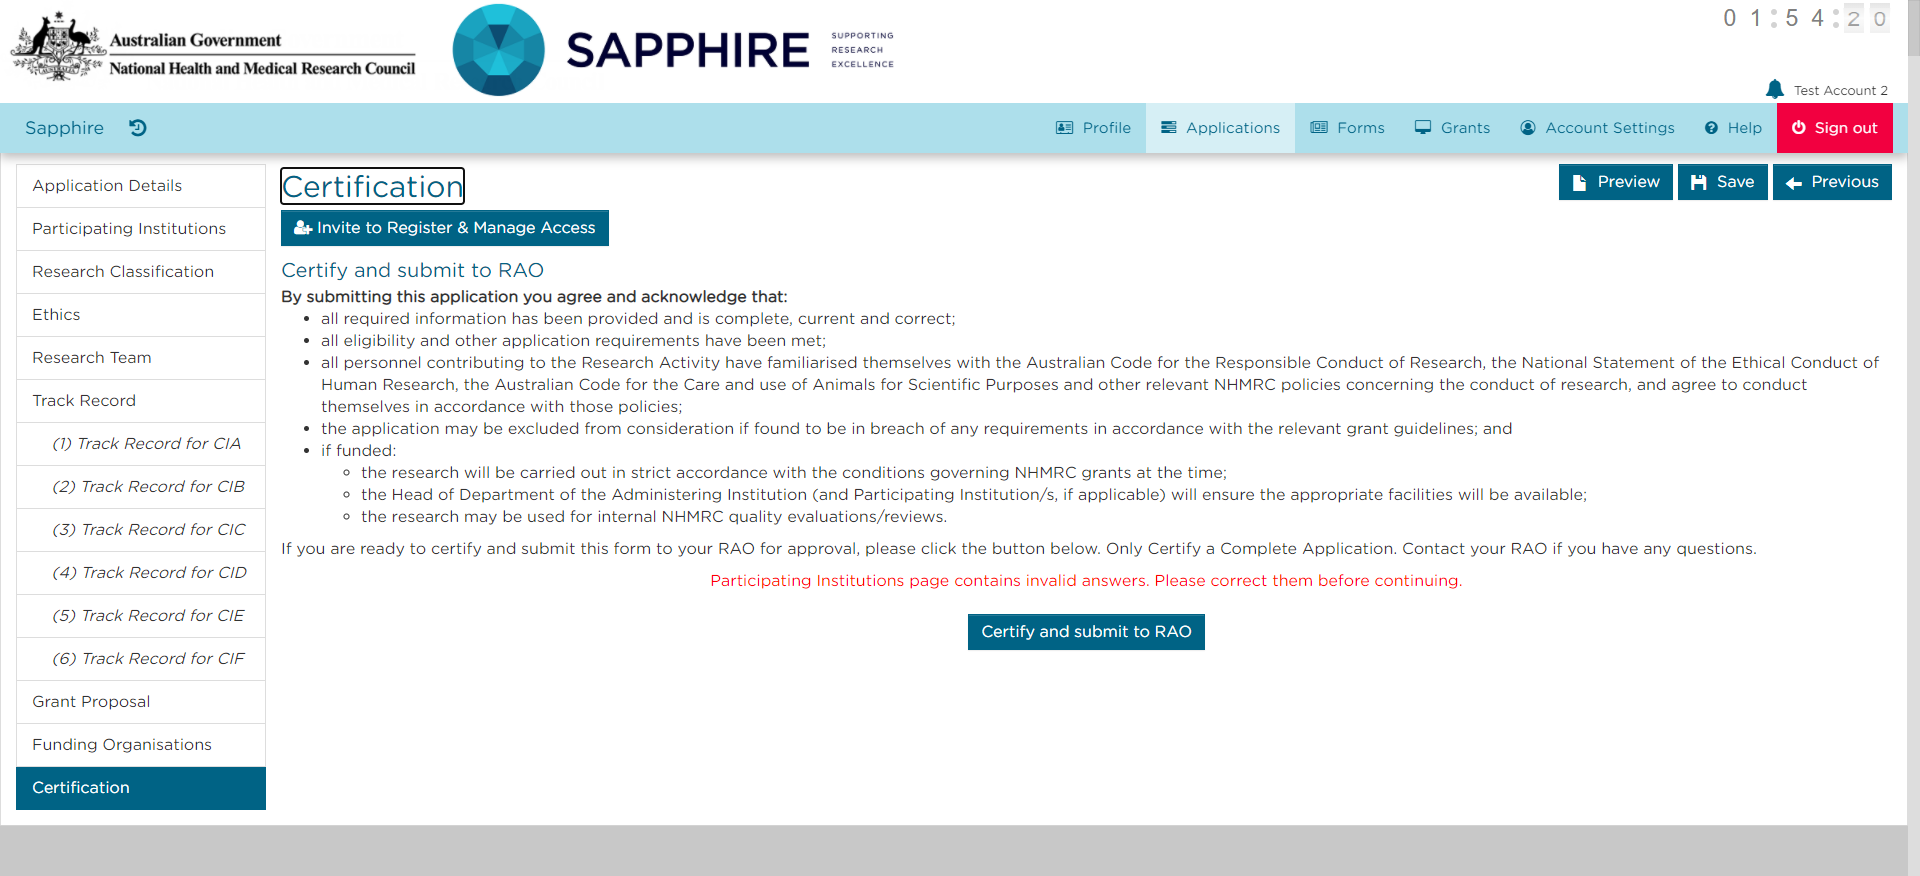 Australian Government
National Health and Medical Research Council
SAPPHIRE
SUPPORTING
RESEARCH
EXCELLENCE
01:54:20
Test Account 2
Sapphire
Profile
Applications
Forms
Grants
Account Settings
Help
Sign out
Application Details
Participating Institutions
Research Classification
Ethics
Research Team
Track Record
(1) Track Record for CIA
(2) Track Record for CIB
(3) Track Record for CIC
(4) Track Record for CID
(5) Track Record for CIE
(6) Track Record for CIF
Grant Proposal
Funding Organisations
Certification
Certification
Preview
Save
Previous
Invite to Register & Manage Access
Certify and submit to RAO
By submitting this application you agree and acknowledge that:
• all required information has been provided and is complete, current and correct;
• all eligibility and other application requirements have been met;
• all personnel contributing to the Research Activity have familiarised themselves with the Australian Code for the Responsible Conduct of Research, the National Statement of the Ethical Conduct of
Human Research, the Australian Code for the Care and use of Animals for Scientific Purposes and other relevant NHMRC policies concerning the conduct of research, and agree to conduct
themselves in accordance with those policies;
• the application may be excluded from consideration if found to be in breach of any requirements in accordance with the relevant grant guidelines; and
• if funded:
◦ the research will be carried out in strict accordance with the conditions governing NHMRC grants at the time;
◦ the Head of Department of the Administering Institution (and Participating Institution/s, if applicable) will ensure the appropriate facilities will be available;
◦ the research may be used for internal NHMRC quality evaluations/reviews.
If you are ready to certify and submit this form to your RAO for approval, please click the button below. Only Certify a Complete Application. Contact your RAO if you have any questions.
Participating Institutions page contains invalid answers. Please correct them before continuing.
Certify and submit to RAO